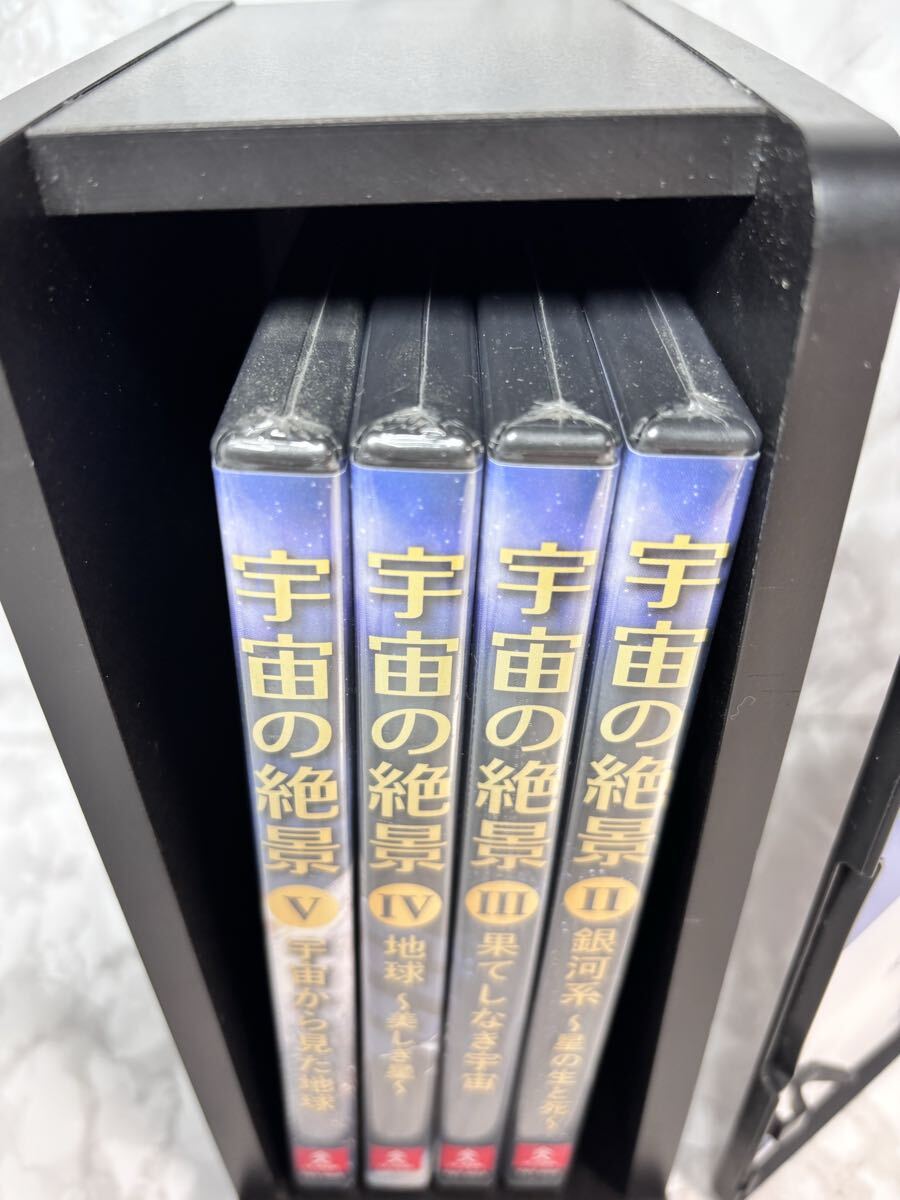 宇宙の絶景 V 宇宙から見た地球
宇宙の絶景 IV 地球 ～美しき星～
宇宙の絶景 III 果てしなき宇宙
宇宙の絶景 II 銀河系 ～星の生と死～